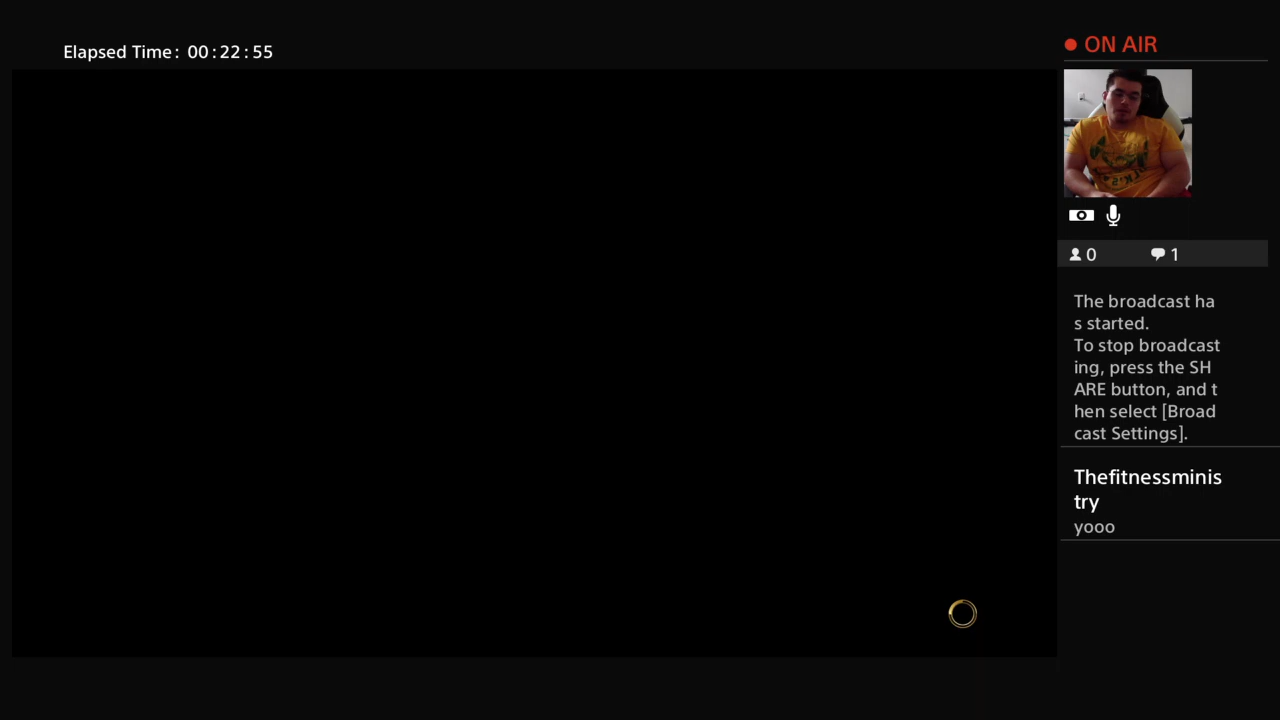 Elapsed Time: 00:22:55
ON AIR
0 1
The broadcast ha
s started.
To stop broadcast
ing, press the SH
ARE button, and t
hen select [Broad
cast Settings].
Thefitnessminis
try
yooo